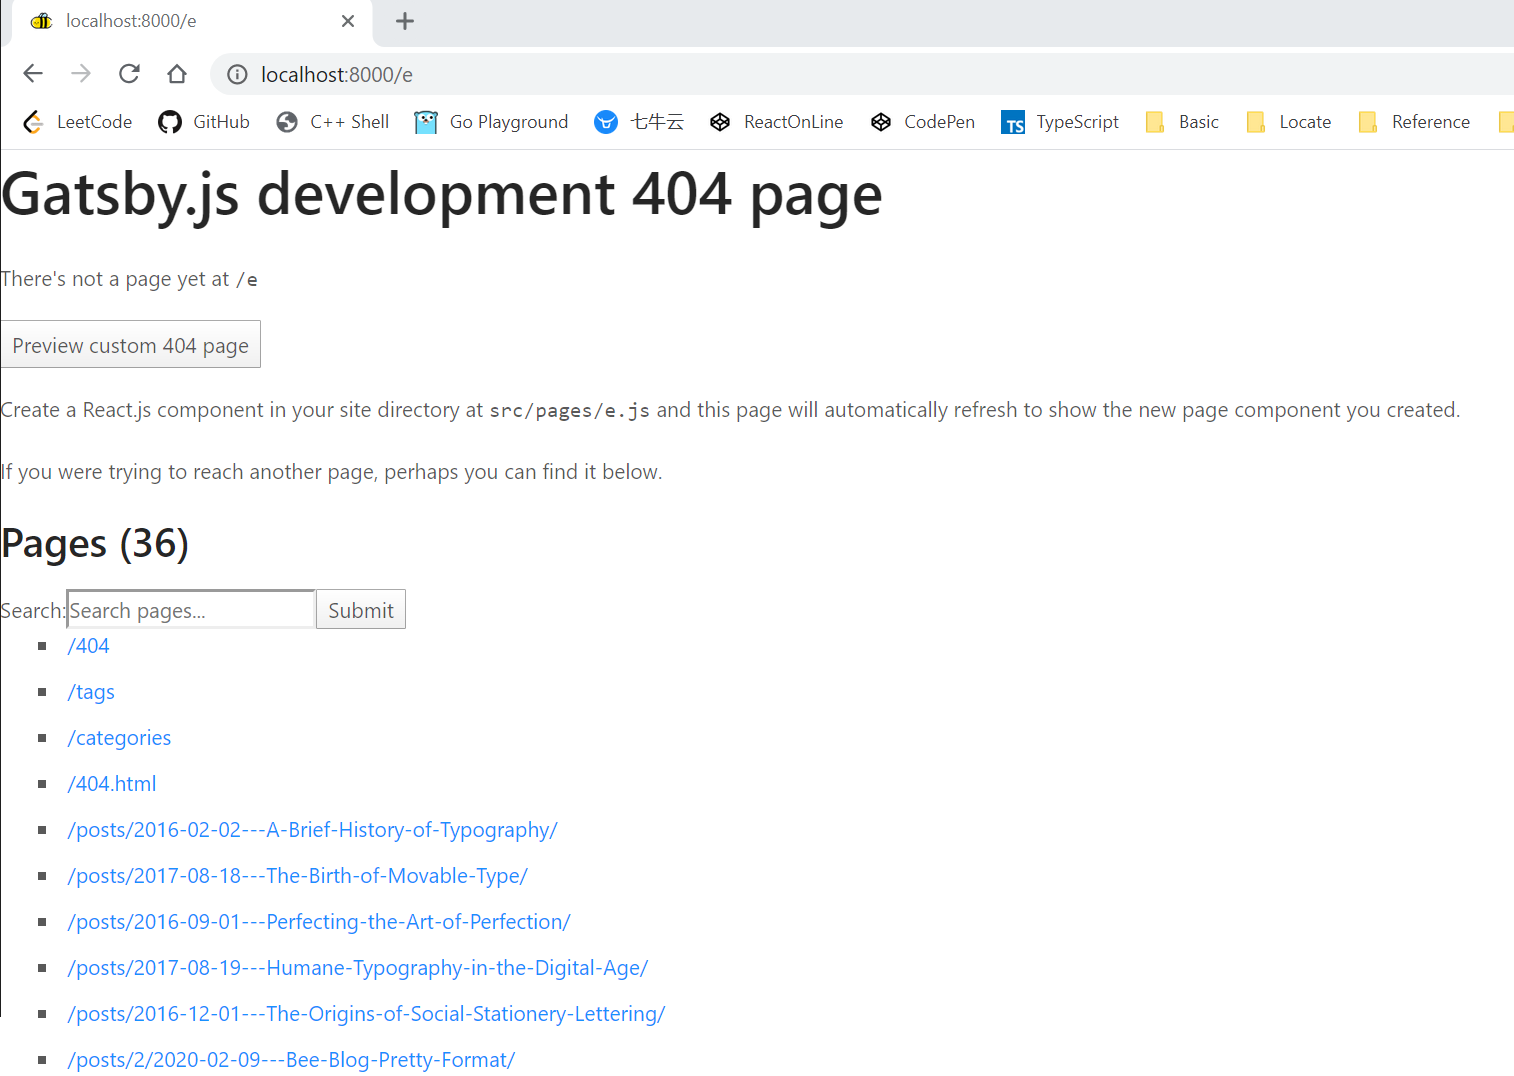 localhost:8000/e
localhost:8000/e
LeetCode GitHub C++ Shell Go Playground 七牛云 ReactOnLine CodePen TS TypeScript Basic Locate Reference
Gatsby.js development 404 page
There's not a page yet at /e
Preview custom 404 page
Create a React.js component in your site directory at src/pages/e.js and this page will automatically refresh to show the new page component you created.
If you were trying to reach another page, perhaps you can find it below.
Pages (36)
Search: Search pages... Submit
/404
/tags
/categories
/404.html
/posts/2016-02-02---A-Brief-History-of-Typography/
/posts/2017-08-18---The-Birth-of-Movable-Type/
/posts/2016-09-01---Perfecting-the-Art-of-Perfection/
/posts/2017-08-19---Humane-Typography-in-the-Digital-Age/
/posts/2016-12-01---The-Origins-of-Social-Stationery-Lettering/
/posts/2/2020-02-09---Bee-Blog-Pretty-Format/